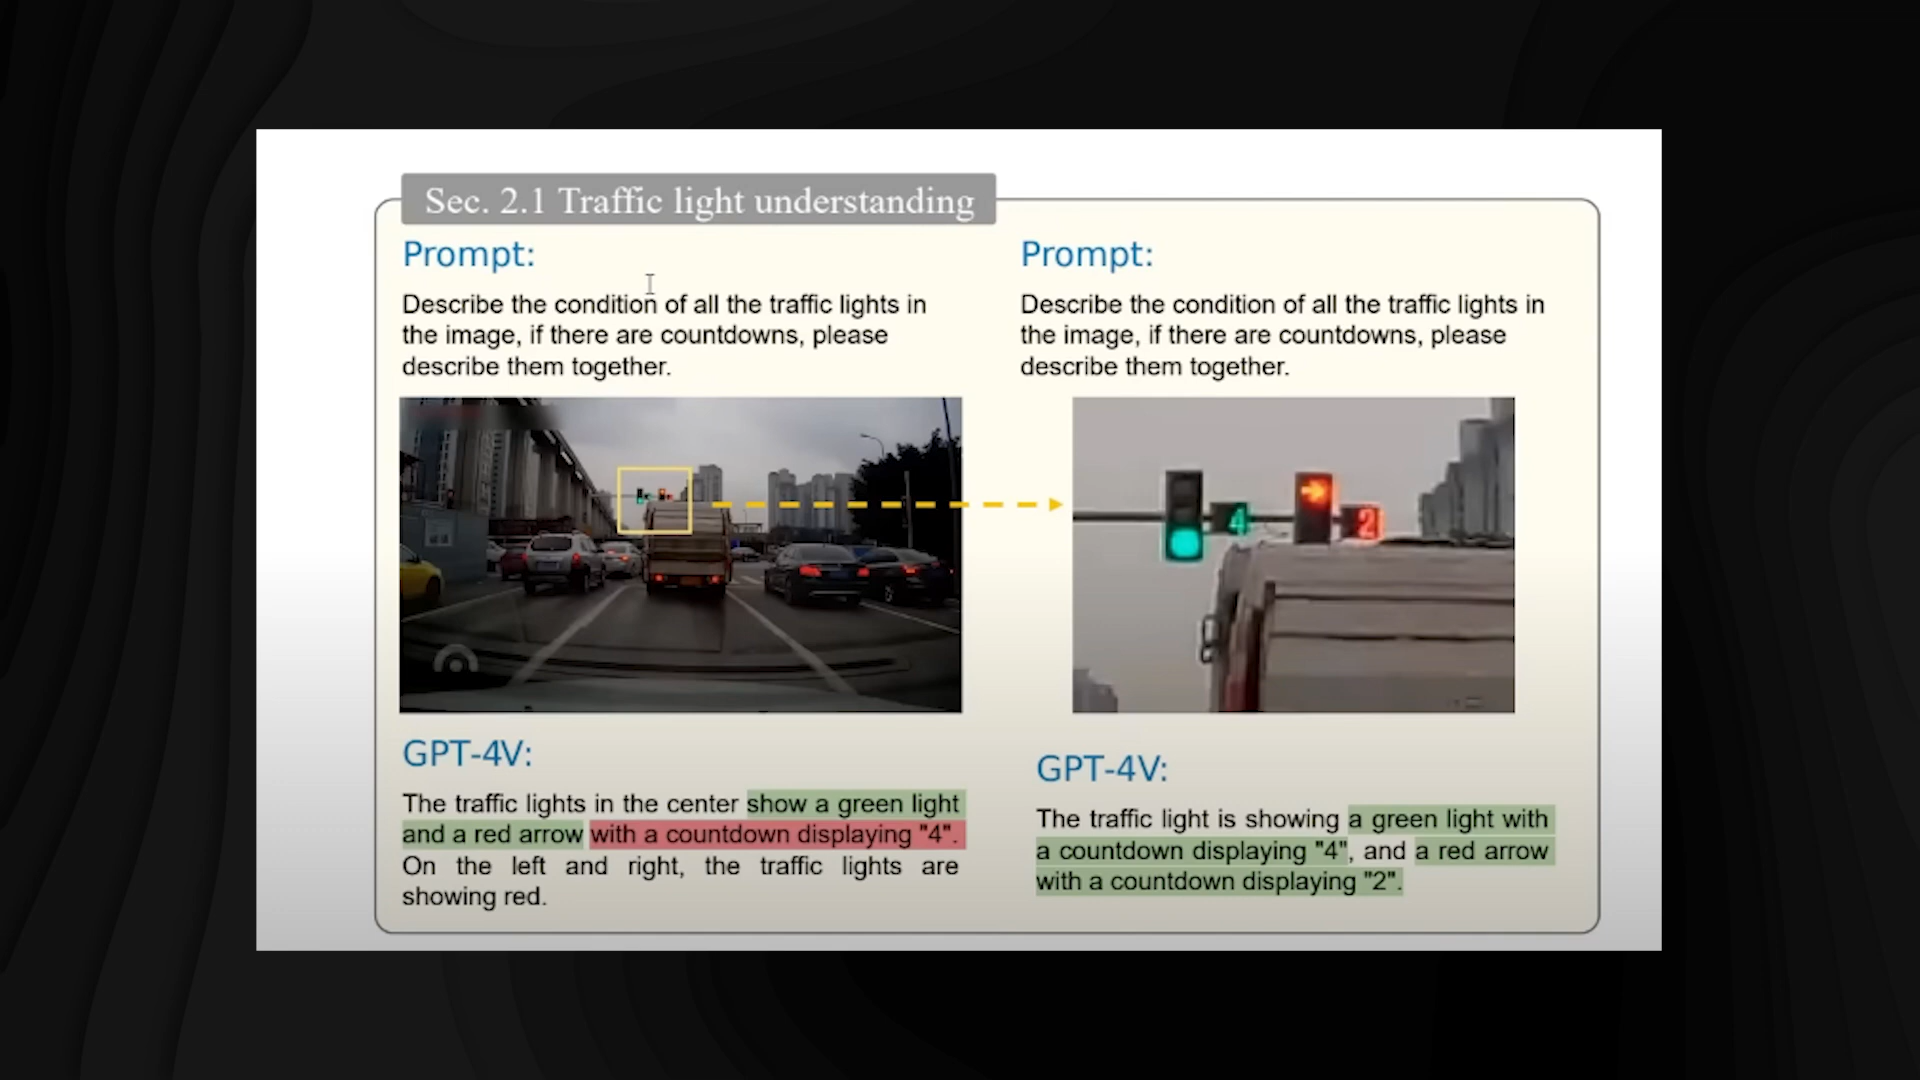 Sec. 2.1 Traffic light understanding
Prompt:
Describe the condition of all the traffic lights in
the image, if there are countdowns, please
describe them together.
GPT-4V:
The traffic lights in the center show a green light
and a red arrow with a countdown displaying "4".
On the left and right, the traffic lights are
showing red.
Prompt:
Describe the condition of all the traffic lights in
the image, if there are countdowns, please
describe them together.
4
2
GPT-4V:
The traffic light is showing a green light with
a countdown displaying "4", and a red arrow
with a countdown displaying "2".